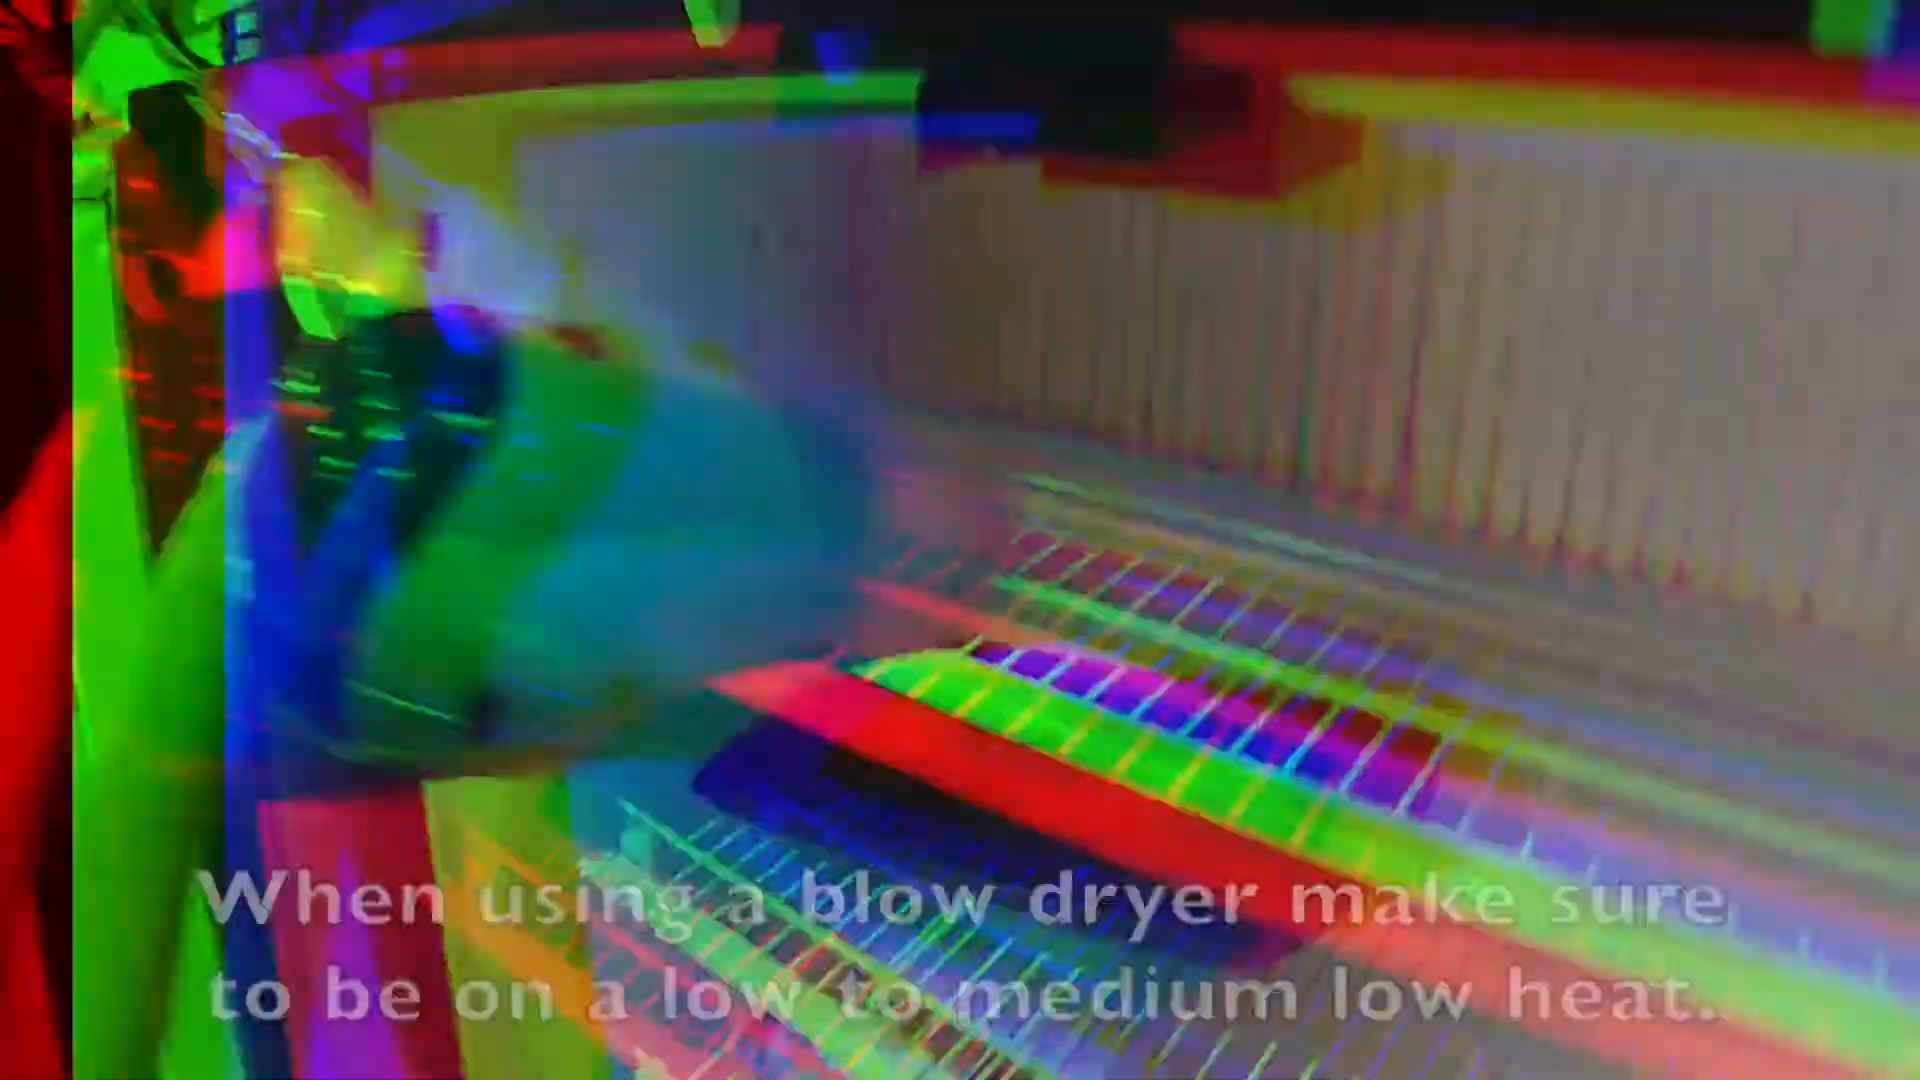 When using a blow dryer make sure
to be on a low to medium low heat.